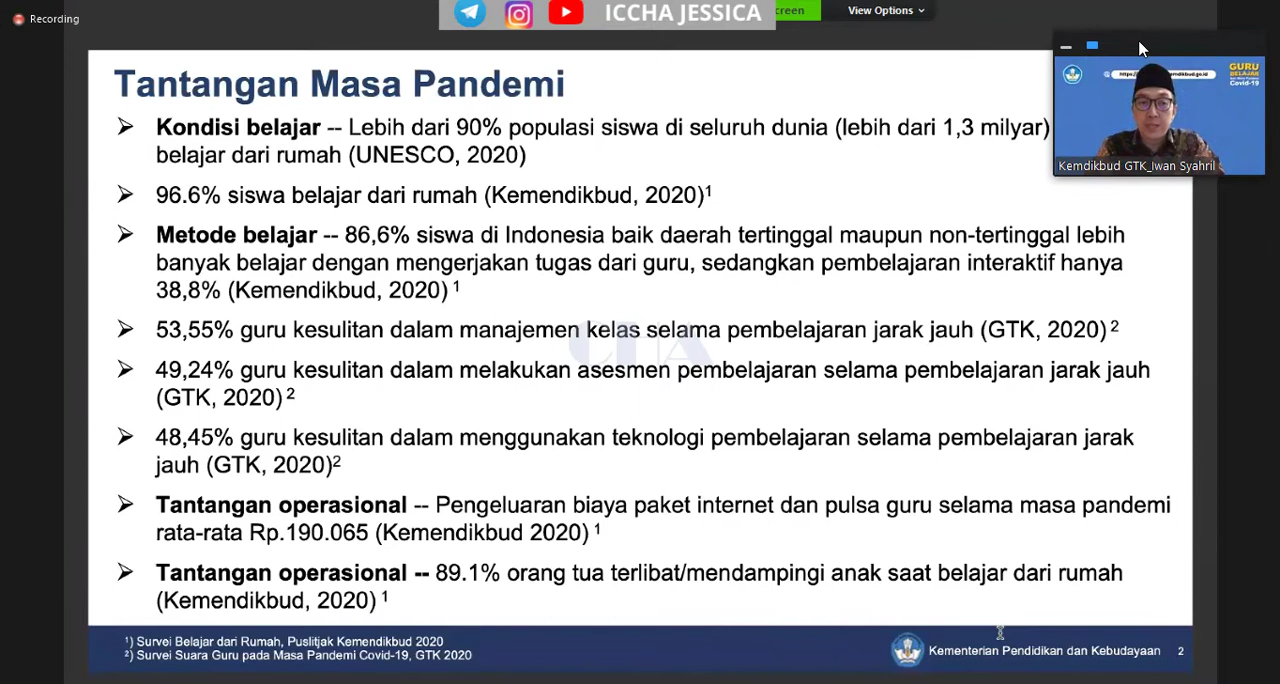 Recording
ICCHA JESSICA
creen
View Options
Tantangan Masa Pandemi
➢ Kondisi belajar -- Lebih dari 90% populasi siswa di seluruh dunia (lebih dari 1,3 milyar)
belajar dari rumah (UNESCO, 2020)
➢ 96.6% siswa belajar dari rumah (Kemendikbud, 2020)¹
➢ Metode belajar -- 86,6% siswa di Indonesia baik daerah tertinggal maupun non-tertinggal lebih
banyak belajar dengan mengerjakan tugas dari guru, sedangkan pembelajaran interaktif hanya
38,8% (Kemendikbud, 2020) ¹
➢ 53,55% guru kesulitan dalam manajemen kelas selama pembelajaran jarak jauh (GTK, 2020) ²
➢ 49,24% guru kesulitan dalam melakukan asesmen pembelajaran selama pembelajaran jarak jauh
(GTK, 2020) ²
➢ 48,45% guru kesulitan dalam menggunakan teknologi pembelajaran selama pembelajaran jarak
jauh (GTK, 2020)²
➢ Tantangan operasional -- Pengeluaran biaya paket internet dan pulsa guru selama masa pandemi
rata-rata Rp.190.065 (Kemendikbud 2020) ¹
➢ Tantangan operasional -- 89.1% orang tua terlibat/mendampingi anak saat belajar dari rumah
(Kemendikbud, 2020) ¹
¹) Survei Belajar dari Rumah, Puslitjak Kemendikbud 2020
²) Survei Suara Guru pada Masa Pandemi Covid-19, GTK 2020
Kementerian Pendidikan dan Kebudayaan 2
GURU
BELAJAR
Covid-19
Kemdikbud GTK_Iwan Syahril